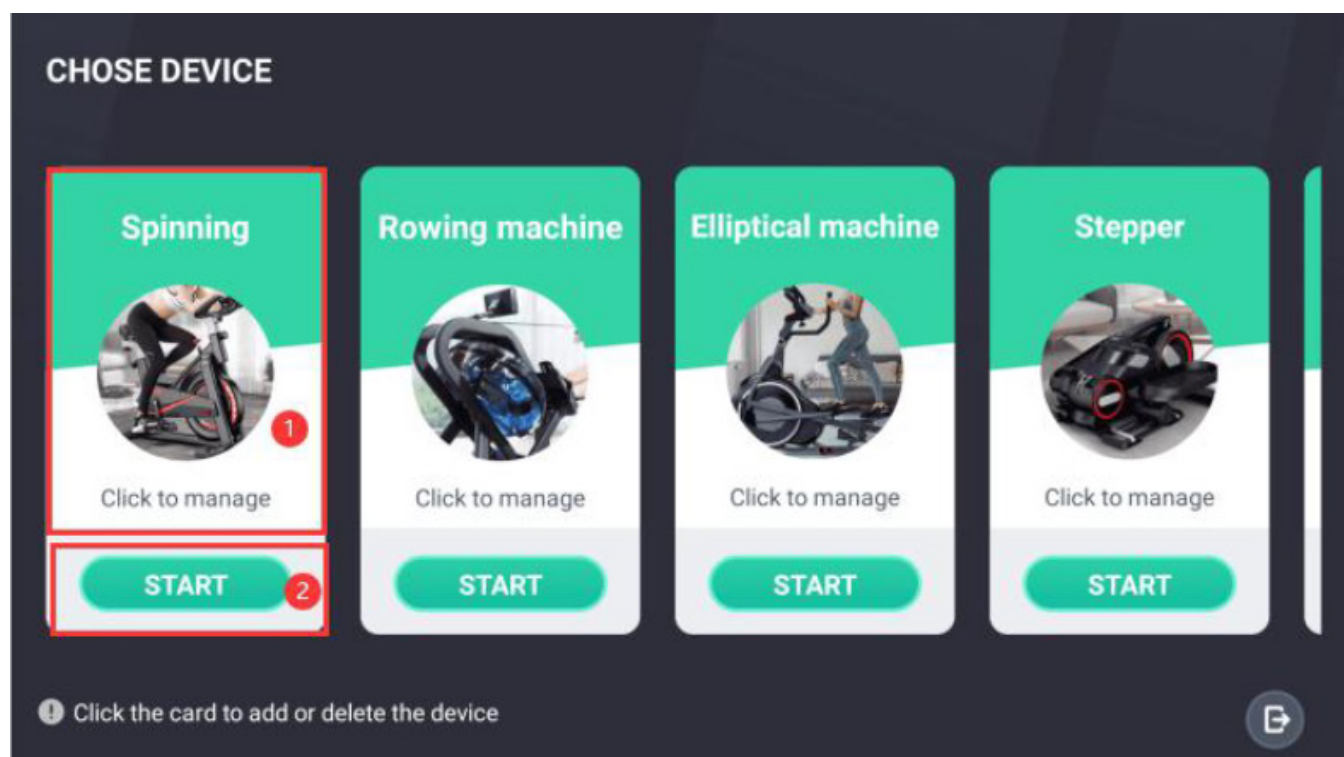 CHOSE DEVICE
Spinning
1
Click to manage
START
2
Rowing machine
Click to manage
START
Elliptical machine
Click to manage
START
Stepper
Click to manage
START
! Click the card to add or delete the device